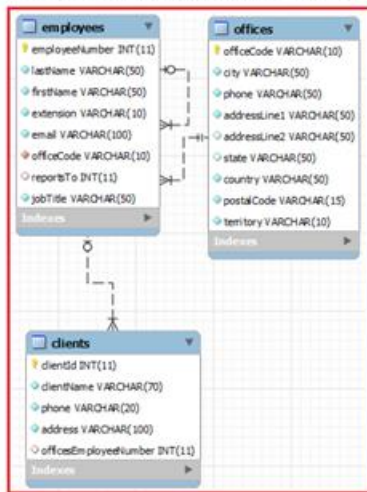 employees
employeeNumber INT(11)
lastName VARCHAR(50)
firstName VARCHAR(50)
extension VARCHAR(10)
email VARCHAR(100)
officeCode VARCHAR(10)
reportsTo INT(11)
jobTitle VARCHAR(50)
Indexes
offices
officeCode VARCHAR(10)
city VARCHAR(50)
phone VARCHAR(50)
addressLine1 VARCHAR(50)
addressLine2 VARCHAR(50)
state VARCHAR(50)
country VARCHAR(50)
postalCode VARCHAR(15)
territory VARCHAR(10)
Indexes
clients
clientId INT(11)
clientName VARCHAR(70)
phone VARCHAR(20)
address VARCHAR(100)
officesEmployeeNumber INT(11)
Indexes